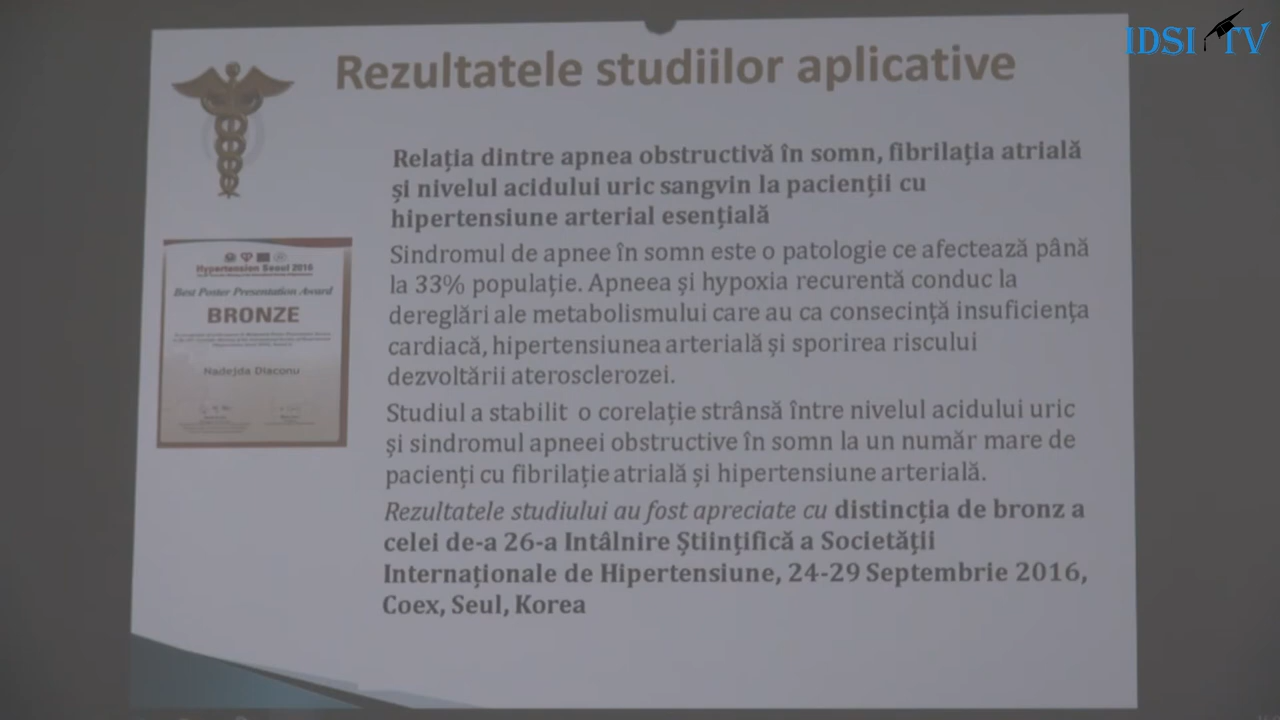 IDSI TV
Rezultatele studiilor aplicative
Relația dintre apnea obstructivă în somn, fibrilația atrială
și nivelul acidului uric sangvin la pacienții cu
hipertensiune arterial esențială
Sindromul de apnee în somn este o patologie ce afectează până
la 33% populație. Apneea și hypoxia recurentă conduc la
dereglări ale metabolismului care au ca consecință insuficiența
cardiacă, hipertensiunea arterială și sporirea riscului
dezvoltării aterosclerozei.
Studiul a stabilit o corelație strânsă între nivelul acidului uric
și sindromul apneei obstructive în somn la un număr mare de
pacienți cu fibrilație atrială și hipertensiune arterială.
Rezultatele studiului au fost apreciate cu distincția de bronz a
celei de-a 26-a Intâlnire Științifică a Societății
Internaționale de Hipertensiune, 24-29 Septembrie 2016,
Coex, Seul, Korea
Hypertension Seoul 2016
Best Poster Presentation Award
BRONZE
Nadejda Diaconu